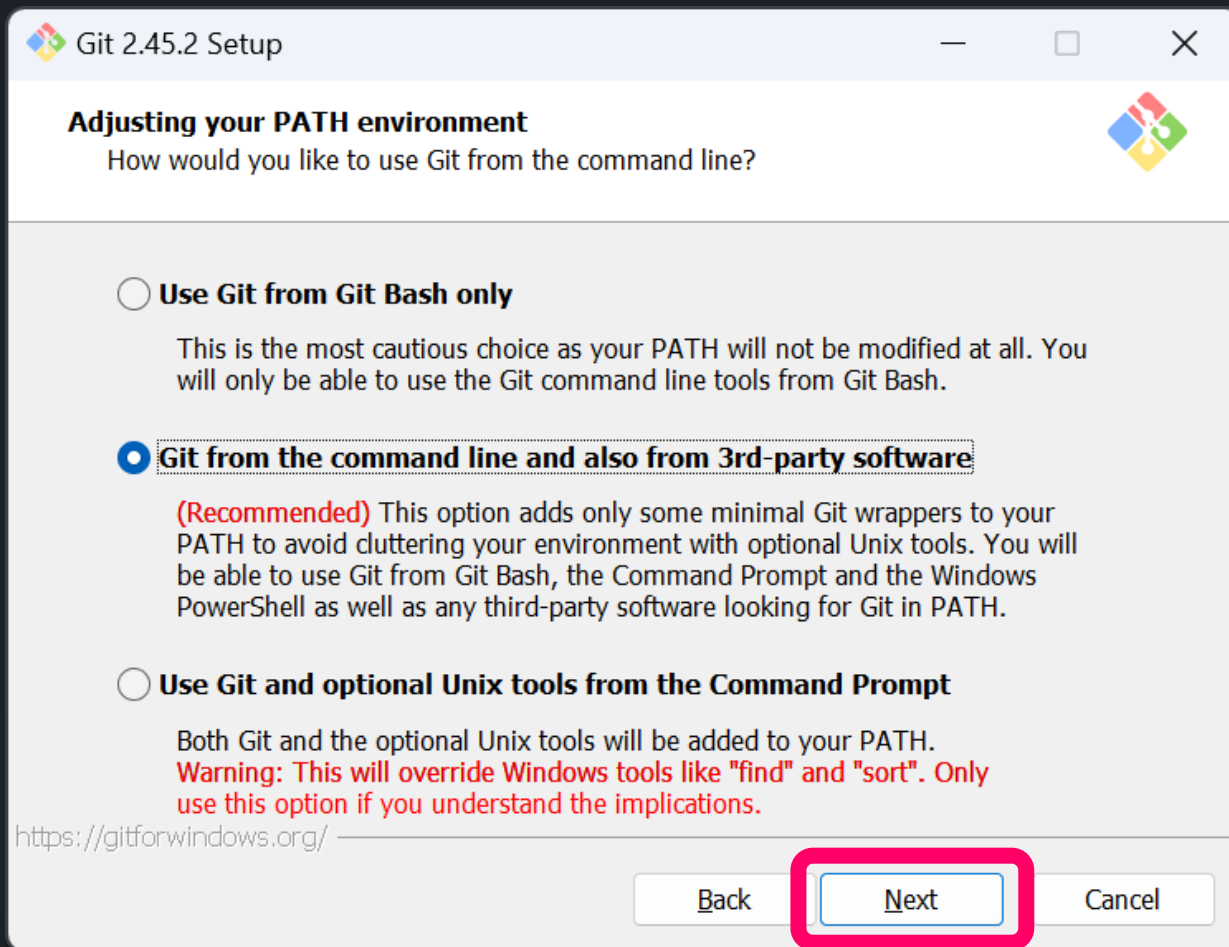 Git 2.45.2 Setup
Adjusting your PATH environment
How would you like to use Git from the command line?
Use Git from Git Bash only
This is the most cautious choice as your PATH will not be modified at all. You
will only be able to use the Git command line tools from Git Bash.
Git from the command line and also from 3rd-party software
(Recommended) This option adds only some minimal Git wrappers to your
PATH to avoid cluttering your environment with optional Unix tools. You will
be able to use Git from Git Bash, the Command Prompt and the Windows
PowerShell as well as any third-party software looking for Git in PATH.
Use Git and optional Unix tools from the Command Prompt
Both Git and the optional Unix tools will be added to your PATH.
Warning: This will override Windows tools like "find" and "sort". Only
use this option if you understand the implications.
https://gitforwindows.org/
Back Next Cancel